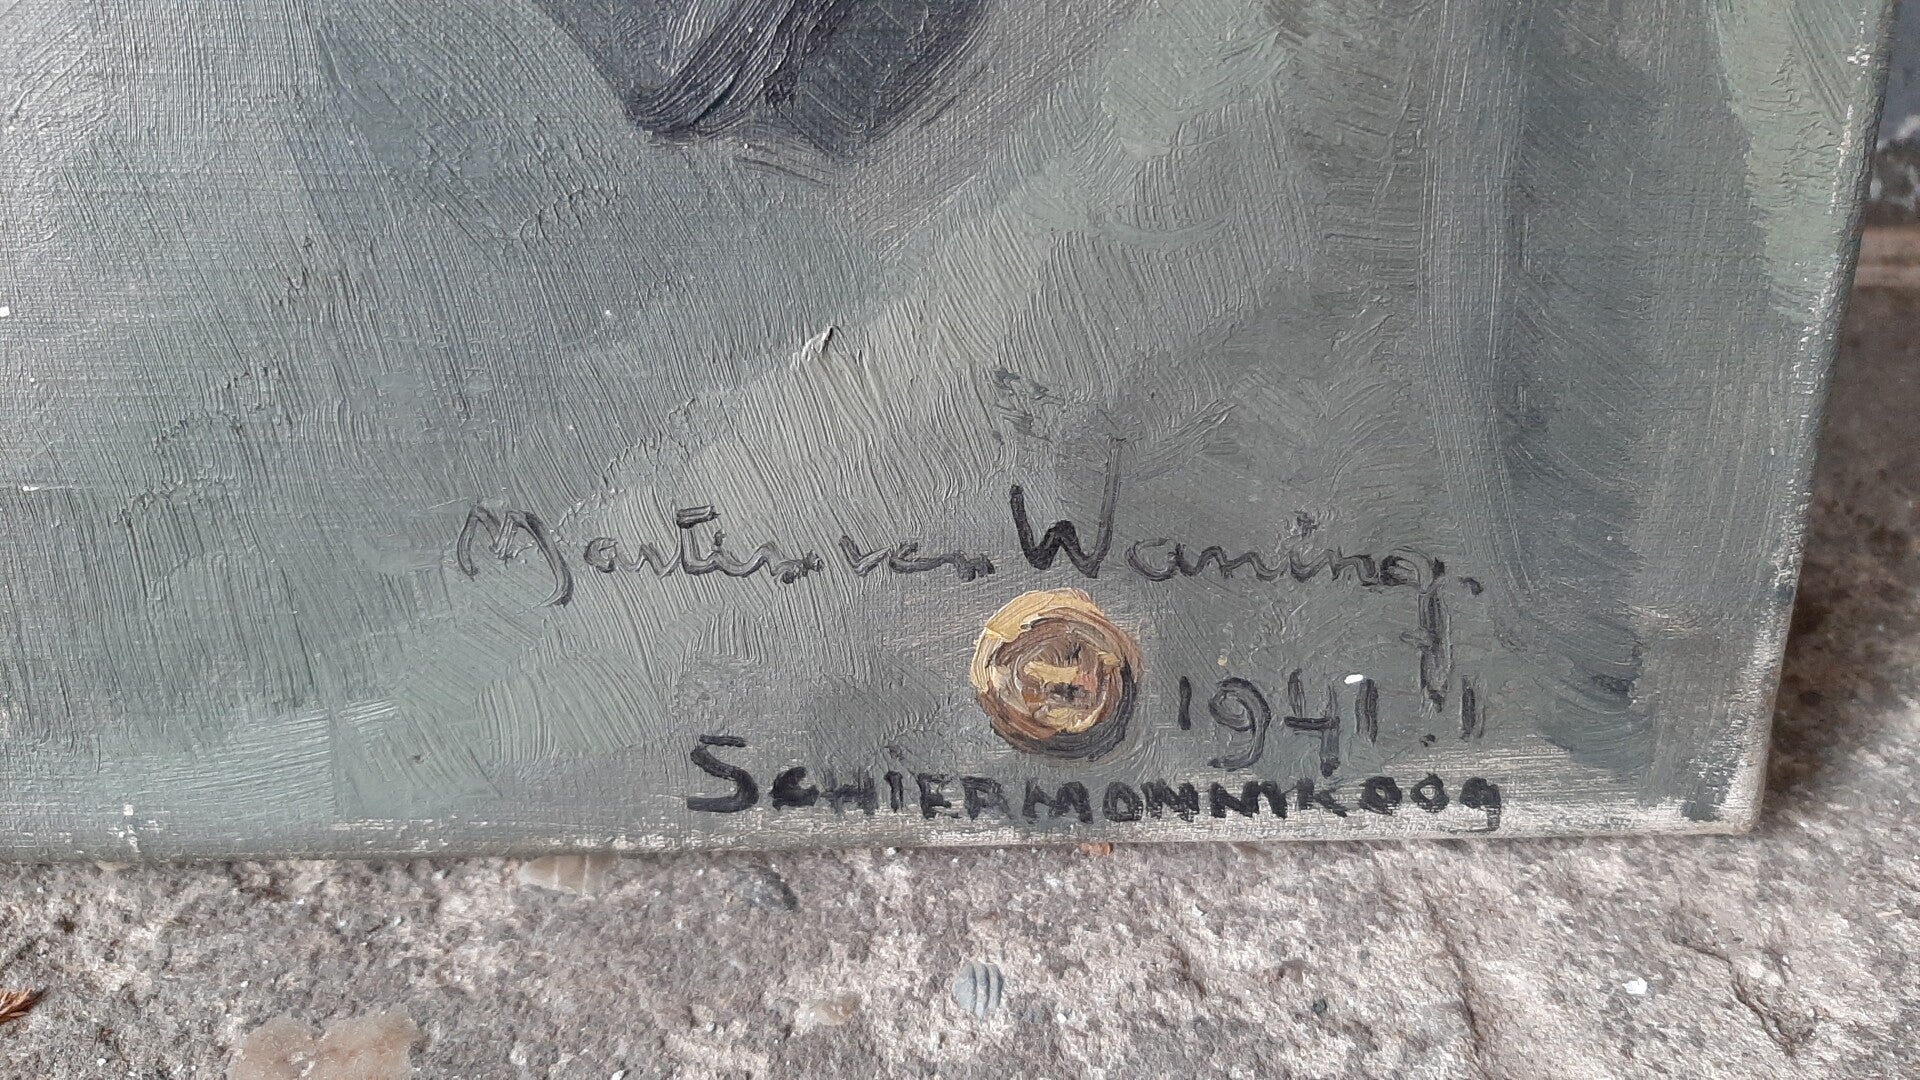 Martin van Waning.
1941.
SCHIERMONNIKOOG